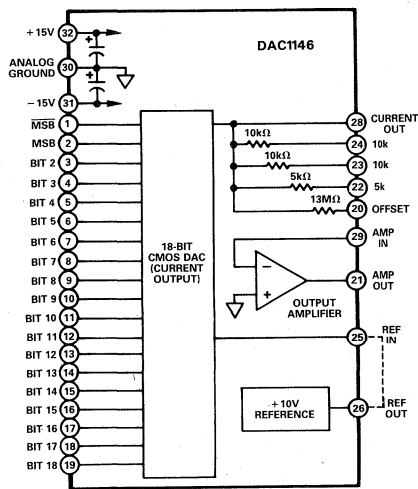 DAC1146
+15V 32
ANALOG
GROUND 30
-15V 31
MSB 1
MSB 2
BIT 2 3
BIT 3 4
BIT 4 5
BIT 5 6
BIT 6 7
BIT 7 8
BIT 8 9
BIT 9 10
BIT 10 11
BIT 11 12
BIT 12 13
BIT 13 14
BIT 14 15
BIT 15 16
BIT 16 17
BIT 17 18
BIT 18 19
+
+
18-BIT
CMOS DAC
(CURRENT
OUTPUT)
28 CURRENT
OUT
10kΩ
24 10k
10kΩ
23 10k
5kΩ
22 5k
13MΩ
20 OFFSET
29 AMP
IN
−
+
21 AMP
OUT
OUTPUT
AMPLIFIER
25 REF
IN
+10V
REFERENCE
26 REF
OUT